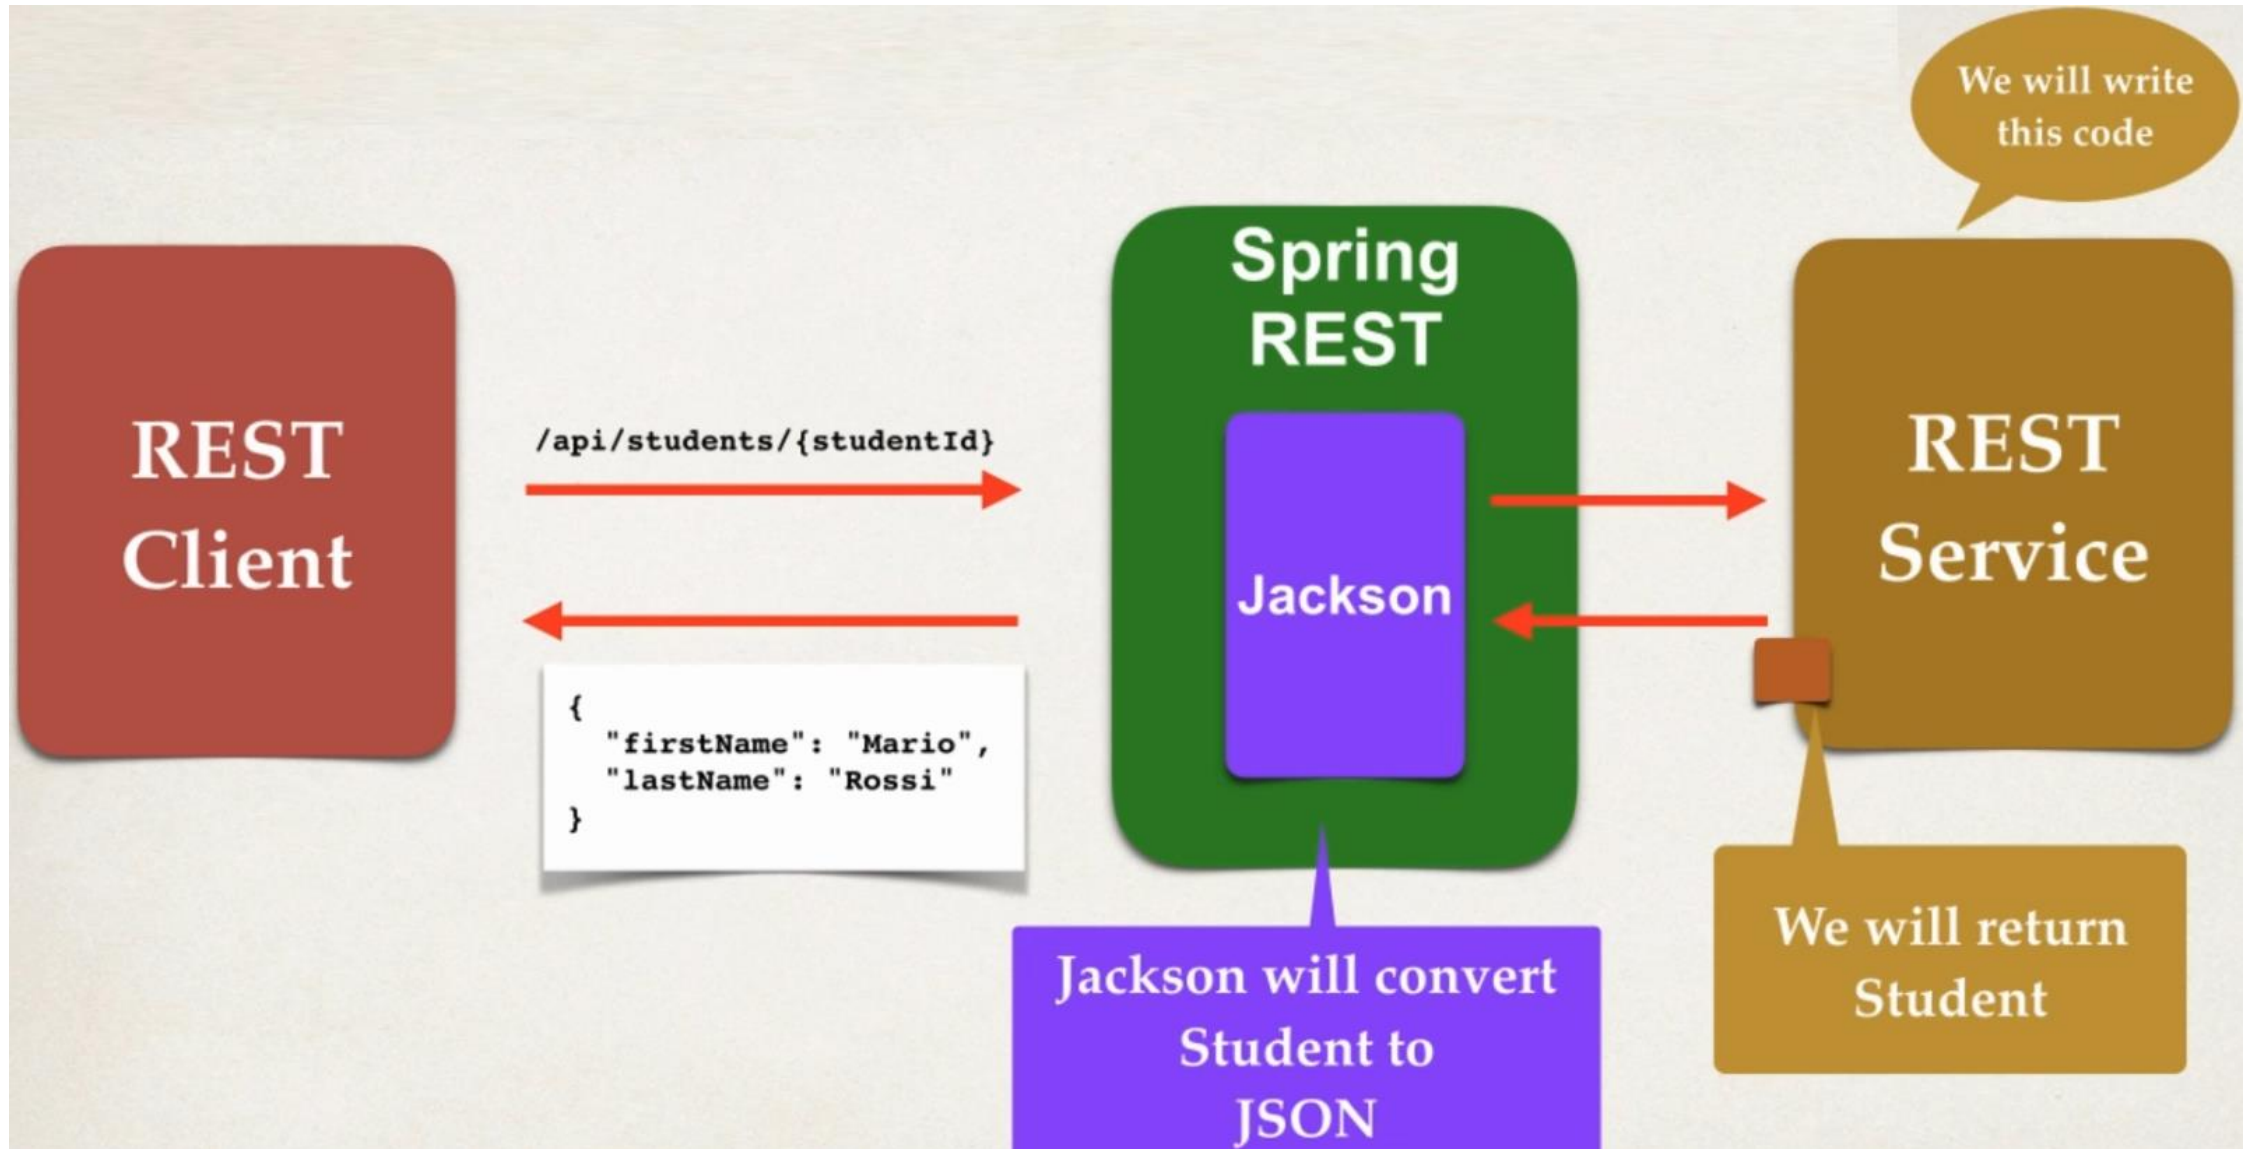 We will write
this code
Spring
REST
REST
Client
/api/students/{studentId}
Jackson
REST
Service
{
"firstName": "Mario",
"lastName": "Rossi"
}
We will return
Student
Jackson will convert
Student to
JSON